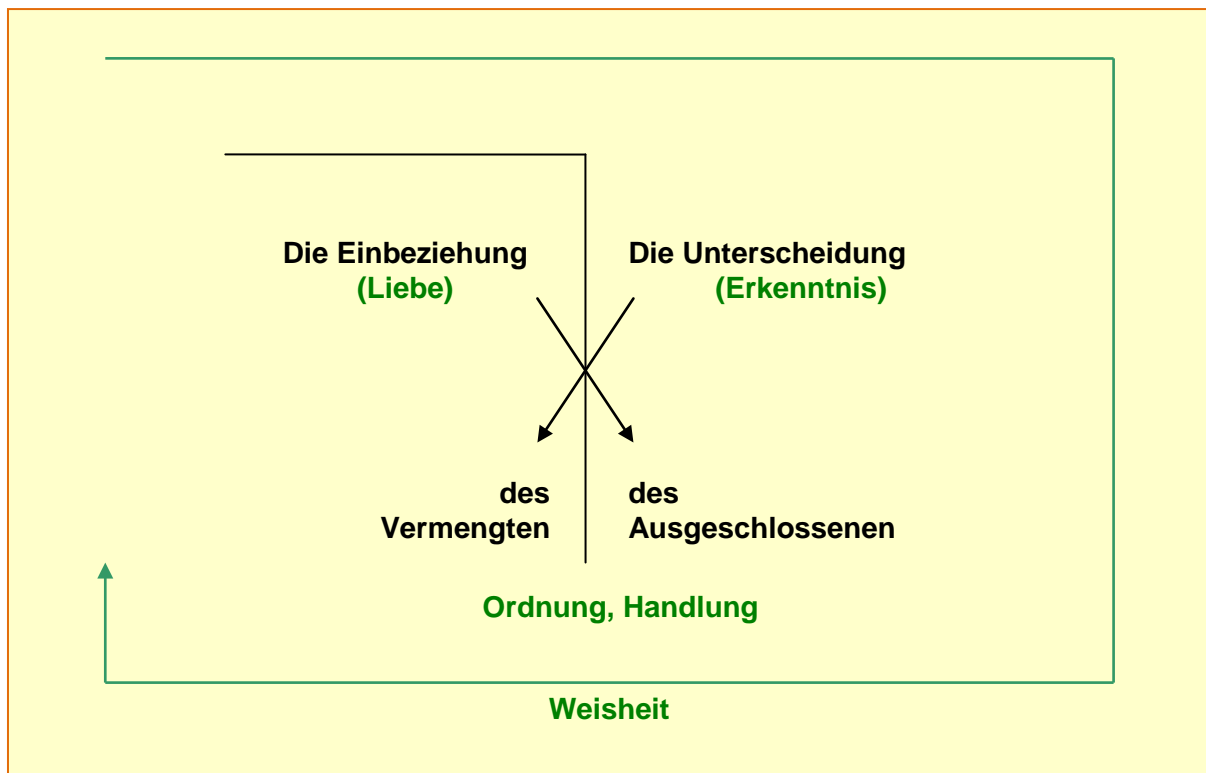 Die Einbeziehung
(Liebe)
Die Unterscheidung
(Erkenntnis)
des
Vermengten
des
Ausgeschlossenen
Ordnung, Handlung
Weisheit